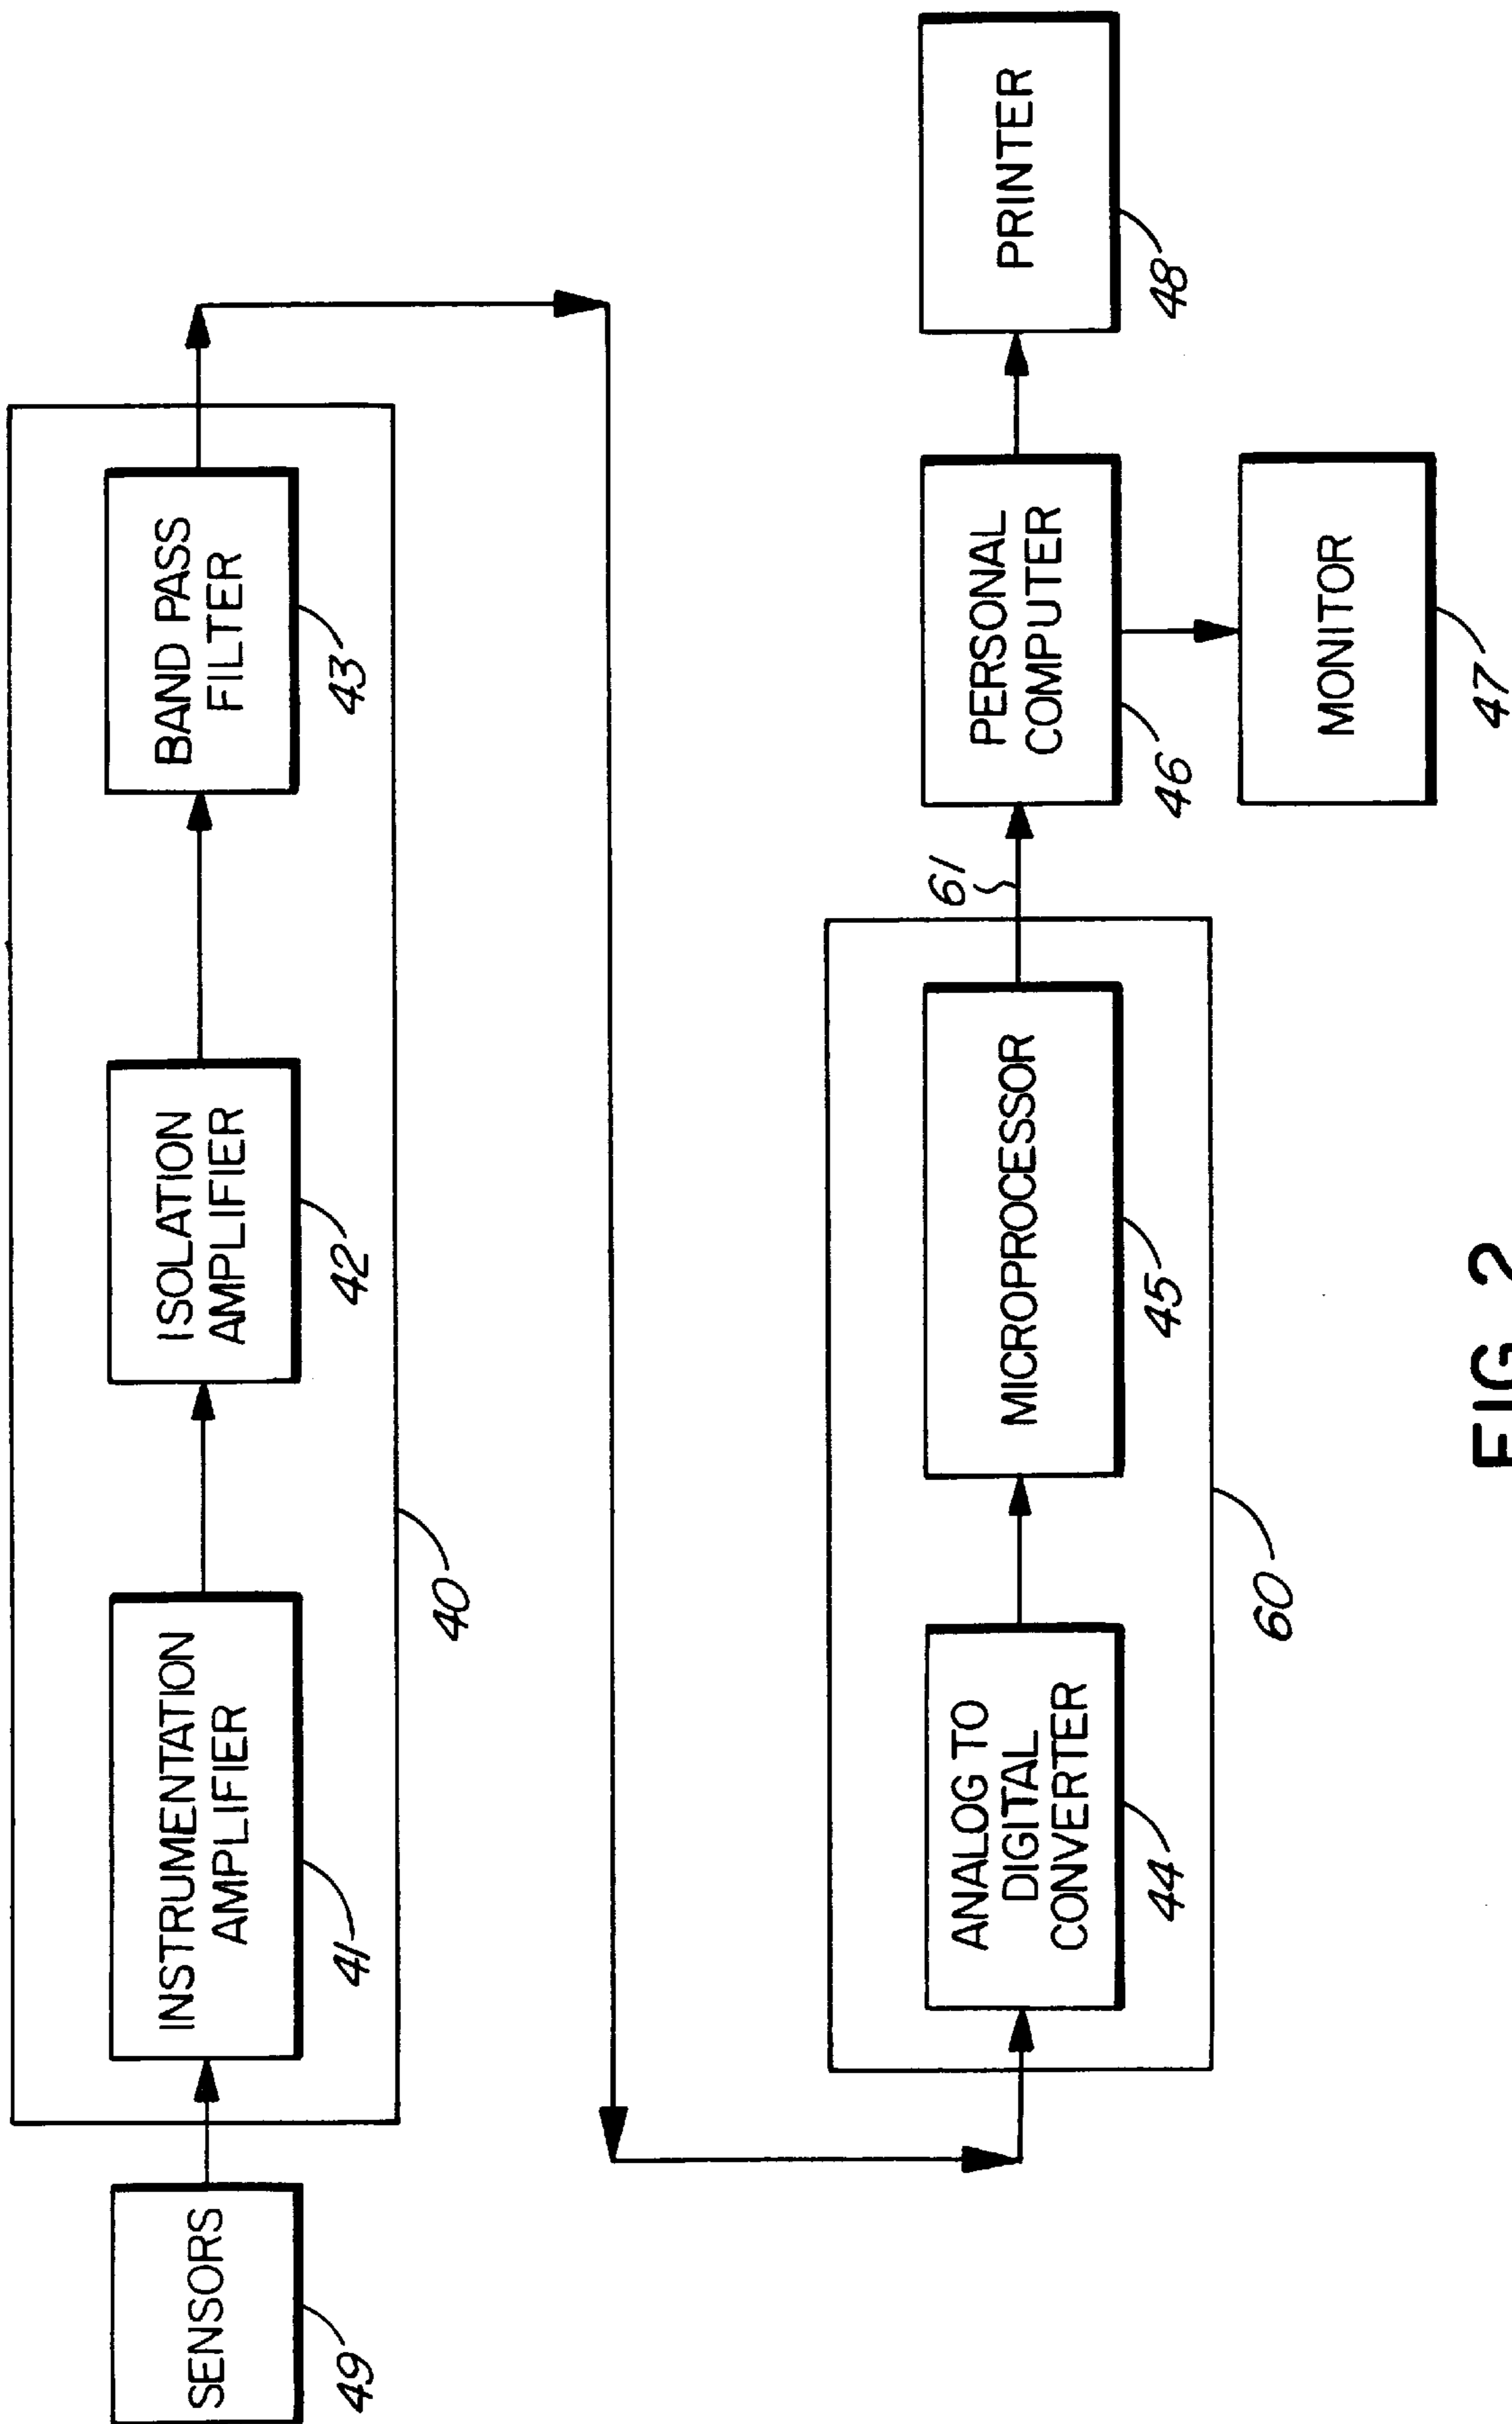 SENSORS
49
INSTRUMENTATION
AMPLIFIER
41
ISOLATION
AMPLIFIER
42
BAND PASS
FILTER
43
40
ANALOG TO
DIGITAL
CONVERTER
44
MICROPROCESSOR
45
60
61
PERSONAL
COMPUTER
46
PRINTER
48
MONITOR
47
FIG. 2